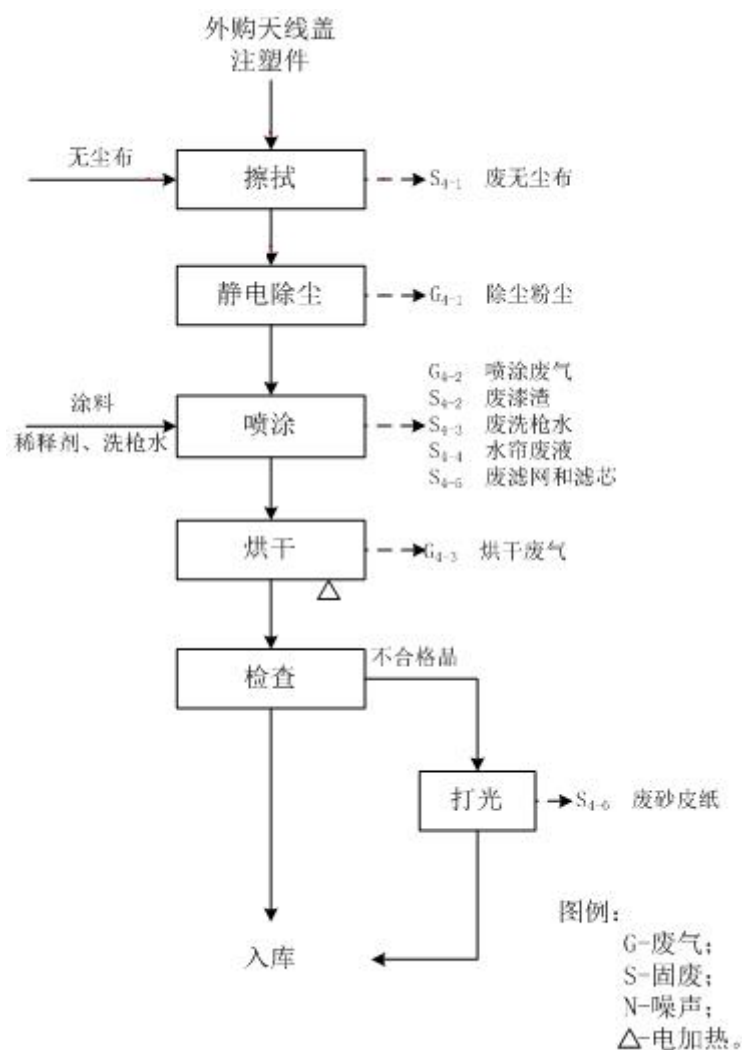 外购天线盖
注塑件
无尘布
擦拭
S4-1 废无尘布
静电除尘
G4-1 除尘粉尘
涂料
稀释剂、洗枪水
喷涂
G4-2 喷涂废气
S4-2 废漆渣
S4-3 废洗枪水
S4-4 水帘废液
S4-5 废滤网和滤芯
烘干
G4-3 烘干废气
检查
不合格品
打光
S4-6 废砂皮纸
入库
图例：
G-废气；
S-固废；
N-噪声；
△-电加热。